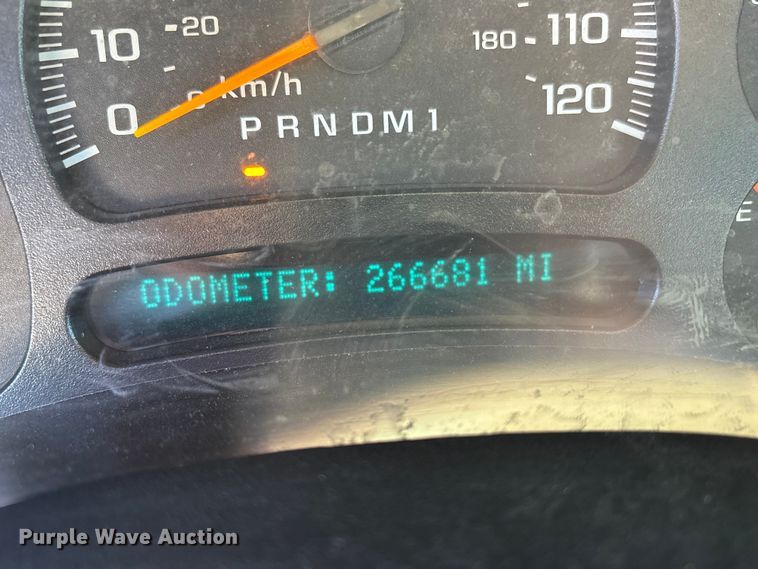 10 20 180 110
0 km/h 120
PRNDM1
E
ODOMETER: 266681 MI
Purple Wave Auction